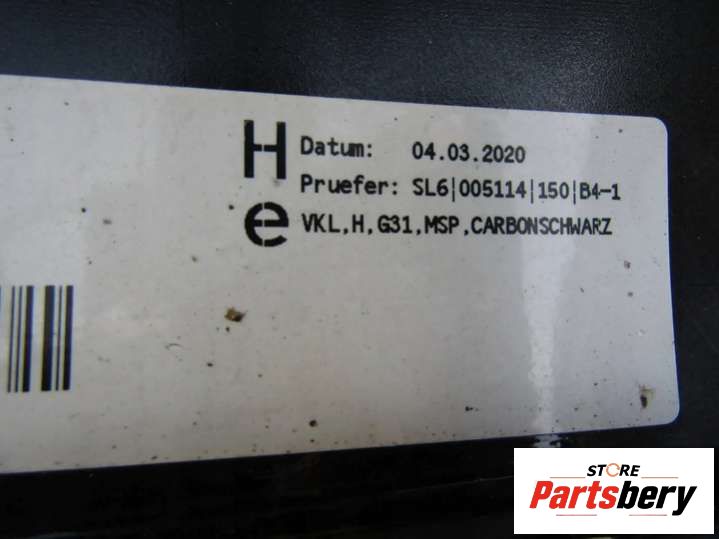 H
Datum: 04.03.2020
Pruefer: SL6|005114|150|B4-1
e
VKL,H,G31,MSP,CARBONSCHWARZ
STORE
Partsbery